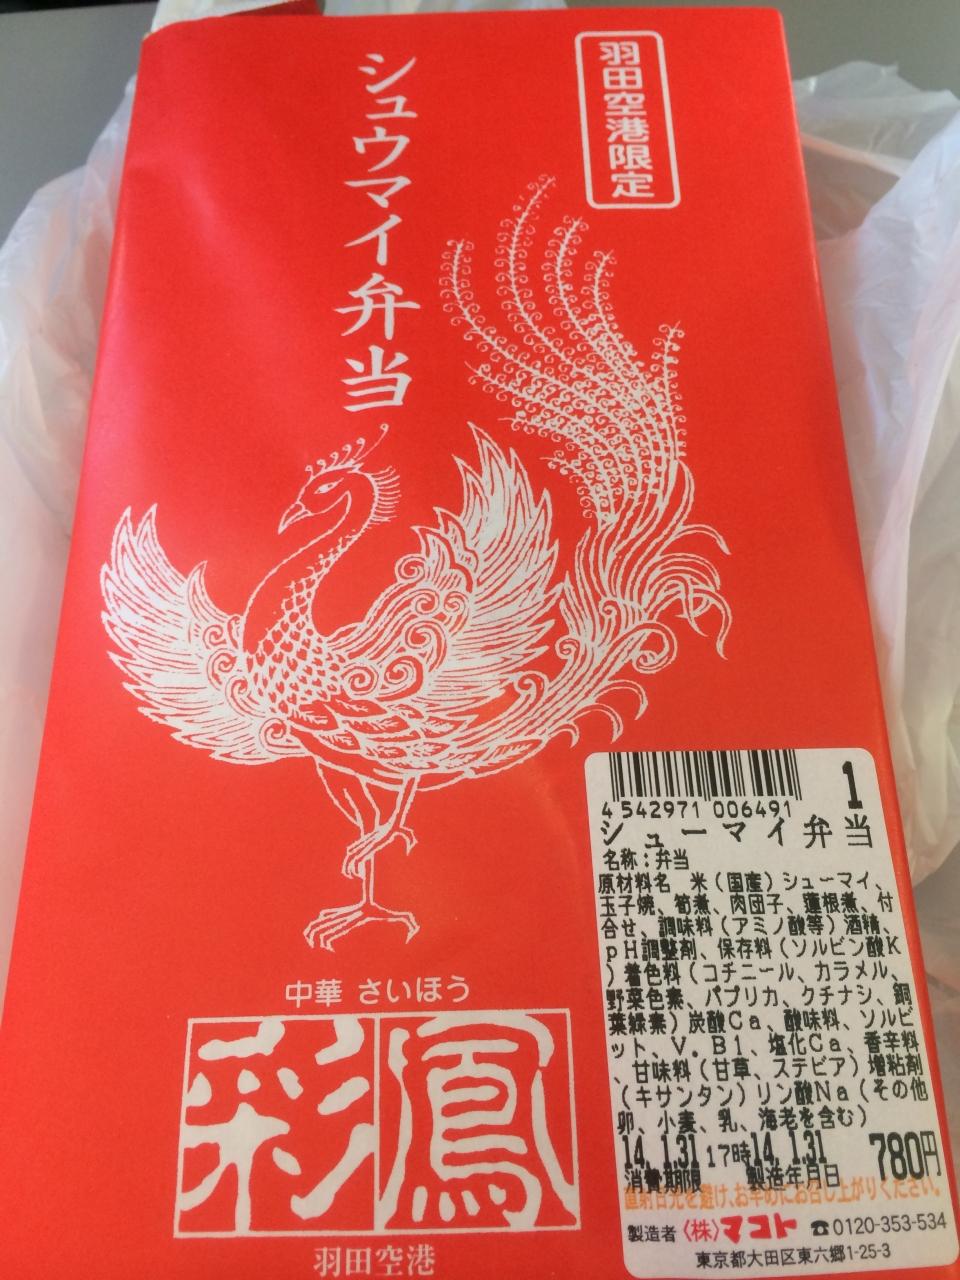 羽田空港限定
シュウマイ弁当
中華 さいほう
彩鳳
羽田空港
4 542971 006491
1
シューマイ弁当
名称:弁当
原材料名 米(国産)シューマイ、
玉子焼、筍煮、肉団子、蓮根煮、付
合せ、調味料(アミノ酸等)酒精、
pH調整剤、保存料(ソルビン酸K
)着色料(コチニール、カラメル、
野菜色素、パプリカ、クチナシ、銅
葉緑素)炭酸Ca、酸味料、ソルビ
ット、V.B1、塩化Ca、香辛料
、甘味料(甘草、ステビア)増粘剤
(キサンタン)リン酸Na(その他
卵、小麦、乳、海老を含む)
14.1.31 17時 14.1.31 780円
消費期限 製造年月日
直射日光を避け、お早めにお召し上がりください。
製造者 (株)マコト ☎0120-353-534
東京都大田区東六郷1-25-3